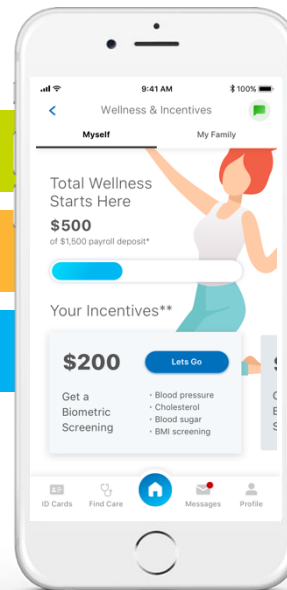 9:41 AM
100%
Wellness & Incentives
Myself
My Family
Total Wellness
Starts Here
$500
of $1,500 payroll deposit*
Your Incentives**
$200
Lets Go
Get a
Biometric
Screening
· Blood pressure
· Cholesterol
· Blood sugar
· BMI screening
ID Cards
Find Care
Messages
Profile